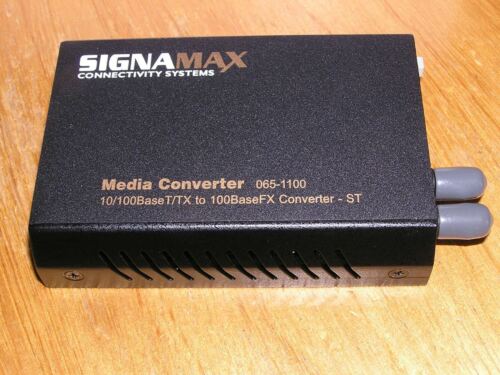 SIGNAMAX
CONNECTIVITY SYSTEMS
Media Converter 065-1100
10/100BaseT/TX to 100BaseFX Converter - ST